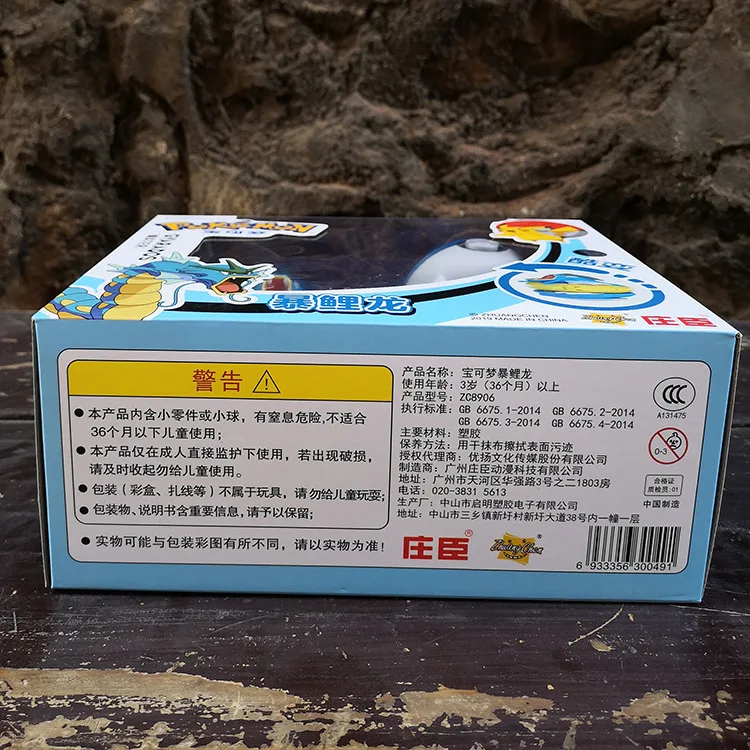 POKÉMON
暴鲤龙
© ZHUANGCHEN
2019 MADE IN CHINA
庄臣
警告
本产品内含小零件或小球，有窒息危险，不适合
36个月以下儿童使用；
本产品仅在成人直接监护下使用，若出现破损，
请及时收起勿给儿童使用；
包装（彩盒、扎线等）不属于玩具，请勿给儿童玩耍；
包装物、说明书含重要信息，请予以保留；
实物可能与包装彩图有所不同，请以实物为准！
产品名称：宝可梦暴鲤龙
使用年龄：3岁（36个月）以上
产品型号：ZC8906
执行标准：GB 6675.1-2014 GB 6675.2-2014
GB 6675.3-2014 GB 6675.4-2014
主要材料：塑胶
保养方法：用干抹布擦拭表面污迹
授权代理商：优扬文化传媒股份有限公司
制造商：广州庄臣动漫科技有限公司
地址：广州市天河区华强路3号之二1803房
电话：020-3831 5613
生产厂：中山市启明塑胶电子有限公司
地址：中山市三乡镇新圩村新圩大道38号内一幢一层
CCC
A131475
0-3
合格证
质检员：01
中国制造
庄臣®
Zhuang Chen
6 933356 300491